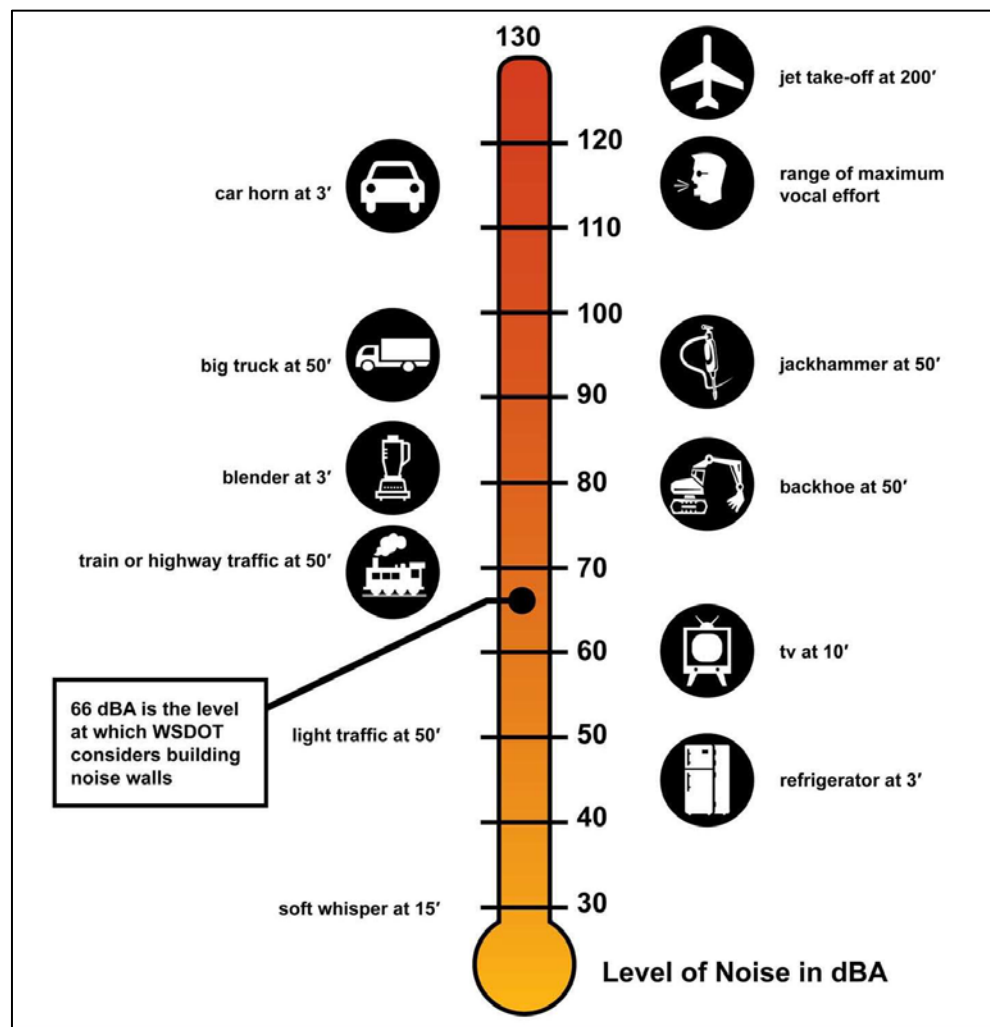 130
jet take-off at 200′
120
car horn at 3′
range of maximum
vocal effort
110
100
big truck at 50′
jackhammer at 50′
90
blender at 3′
80
backhoe at 50′
train or highway traffic at 50′
70
60
tv at 10′
66 dBA is the level
at which WSDOT
considers building
noise walls
light traffic at 50′
50
refrigerator at 3′
40
soft whisper at 15′
30
Level of Noise in dBA